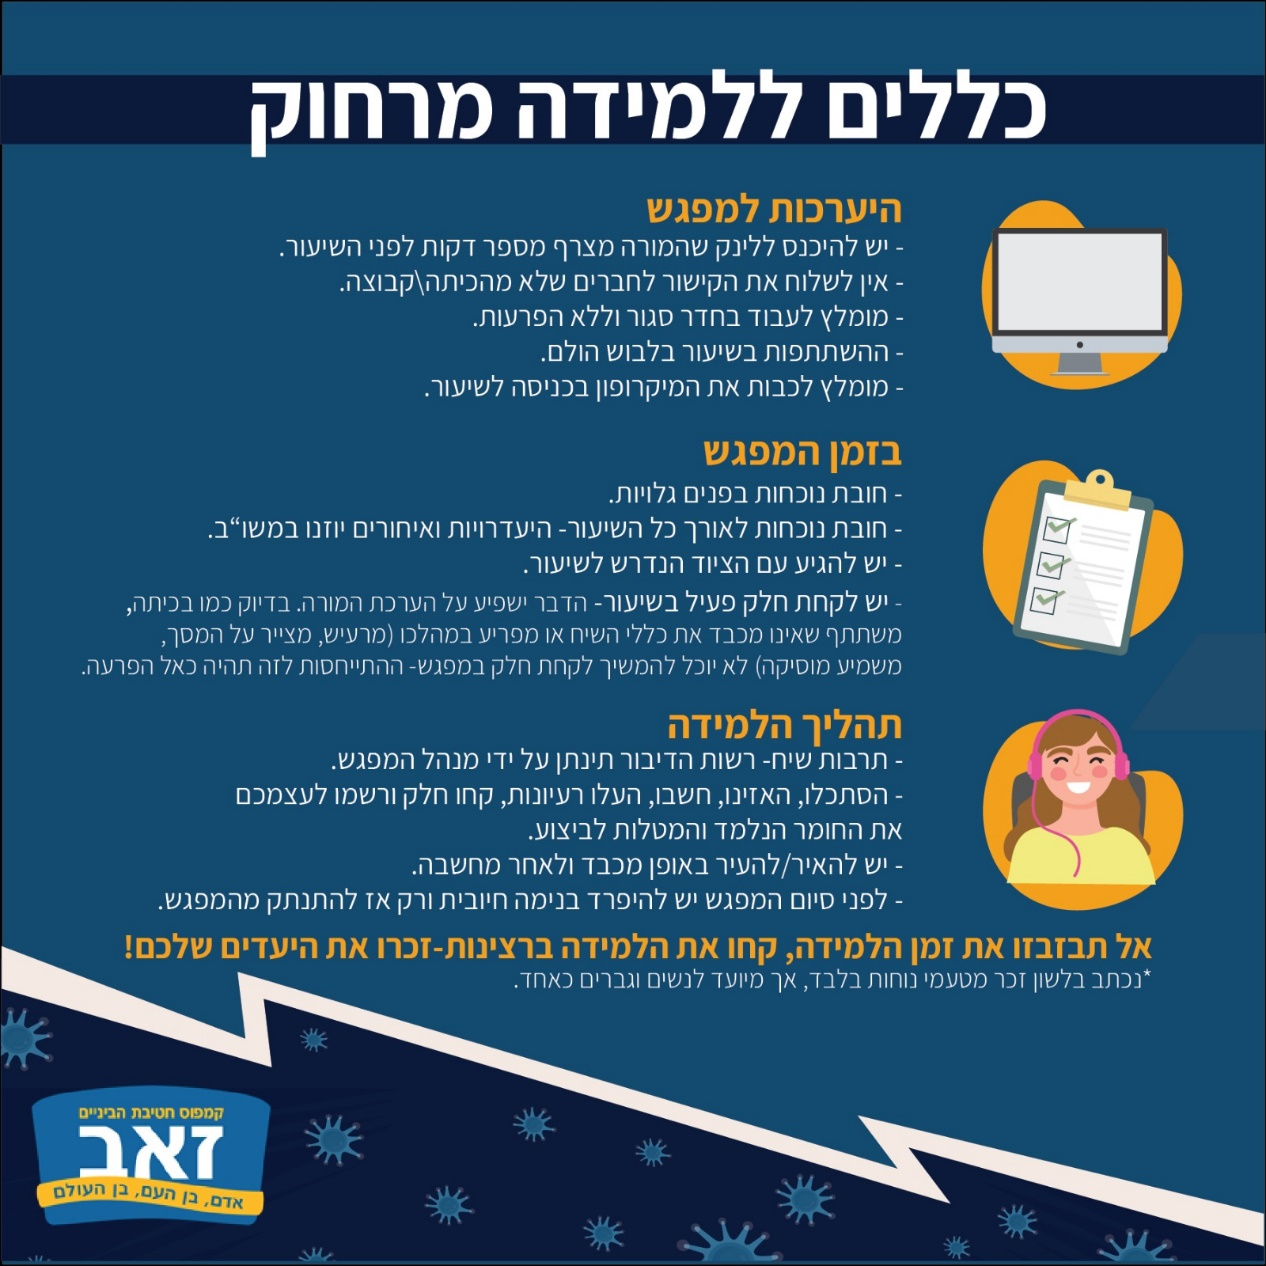 כללים ללמידה מרחוק
היערכות למפגש
- יש להיכנס ללינק שהמורה מצרף מספר דקות לפני השיעור.
- אין לשלוח את הקישור לחברים שלא מהכיתה\קבוצה.
- מומלץ לעבוד בחדר סגור וללא הפרעות.
- ההשתתפות בשיעור בלבוש הולם.
- מומלץ לכבות את המיקרופון בכניסה לשיעור.
בזמן המפגש
- חובת נוכחות בפנים גלויות.
- חובת נוכחות לאורך כל השיעור- היעדרויות ואיחורים יוזנו במשו“ב.
- יש להגיע עם הציוד הנדרש לשיעור.
- יש לקחת חלק פעיל בשיעור- הדבר ישפיע על הערכת המורה. בדיוק כמו בכיתה,
משתתף שאינו מכבד את כללי השיח או מפריע במהלכו (מרעיש, מצייר על המסך,
משמיע מוסיקה) לא יוכל להמשיך לקחת חלק במפגש- ההתייחסות לזה תהיה כאל הפרעה.
תהליך הלמידה
- תרבות שיח- רשות הדיבור תינתן על ידי מנהל המפגש.
- הסתכלו, האזינו, חשבו, העלו רעיונות, קחו חלק ורשמו לעצמכם
את החומר הנלמד והמטלות לביצוע.
- יש להאיר/להעיר באופן מכבד ולאחר מחשבה.
- לפני סיום המפגש יש להיפרד בנימה חיובית ורק אז להתנתק מהמפגש.
אל תבזבזו את זמן הלמידה, קחו את הלמידה ברצינות-זכרו את היעדים שלכם!
*נכתב בלשון זכר מטעמי נוחות בלבד, אך מיועד לנשים וגברים כאחד.
קמפוס חטיבת הביניים
זאב
אדם, בן העם, בן העולם